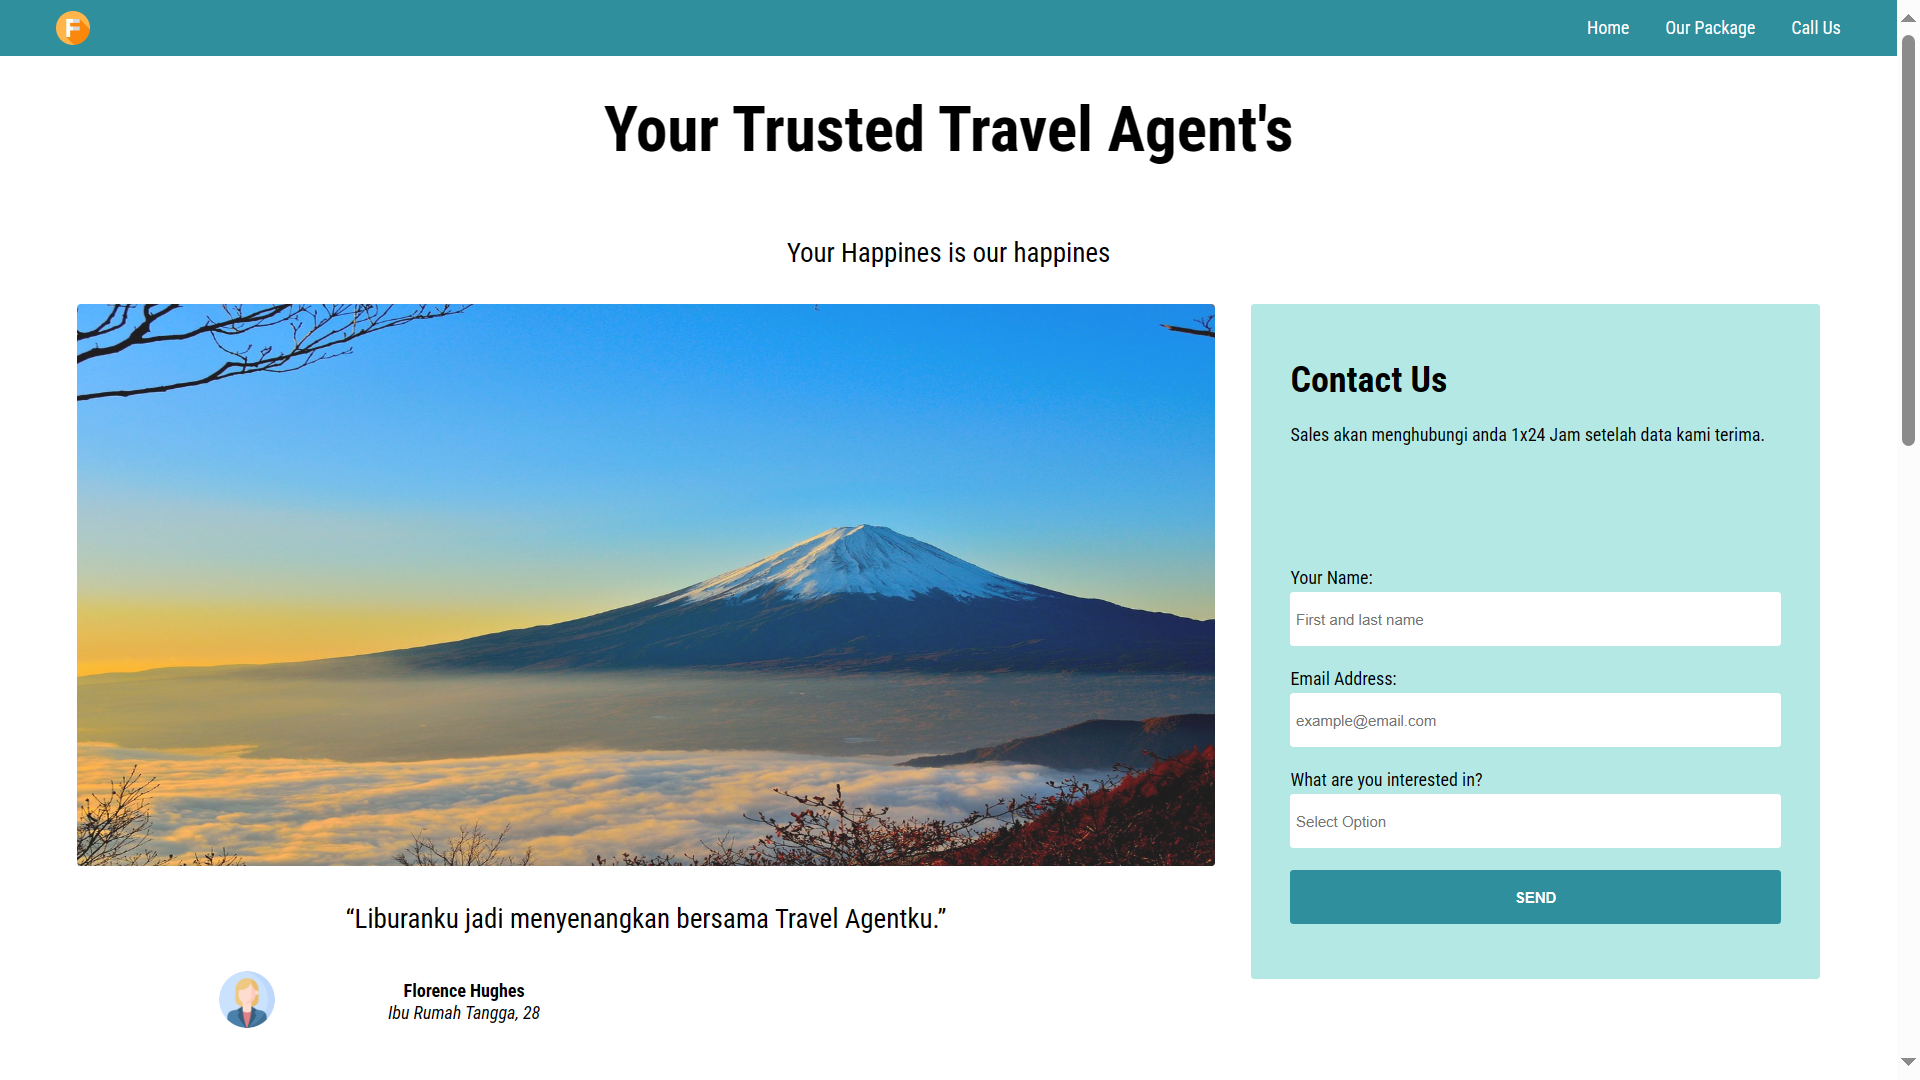 F
Home
Our Package
Call Us
Your Trusted Travel Agent's
Your Happines is our happines
Contact Us
Sales akan menghubungi anda 1x24 Jam setelah data kami terima.
Your Name:
First and last name
Email Address:
example@email.com
What are you interested in?
Select Option
SEND
“Liburanku jadi menyenangkan bersama Travel Agentku.”
Florence Hughes
Ibu Rumah Tangga, 28